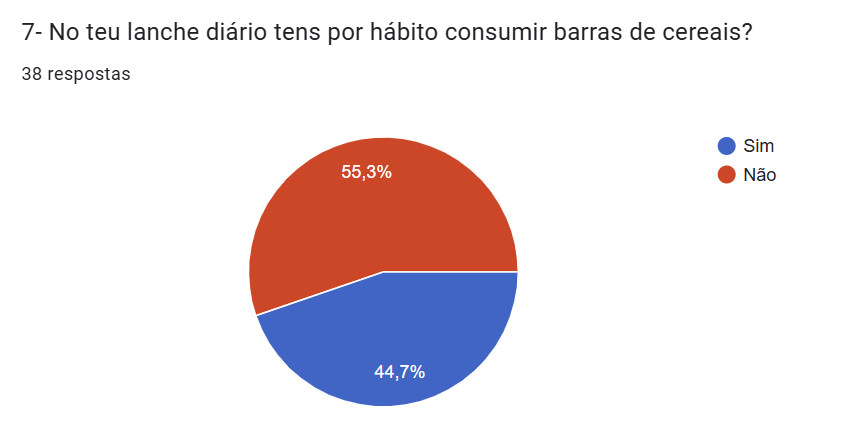 7- No teu lanche diário tens por hábito consumir barras de cereais?
38 respostas
Sim
Não
55,3%
44,7%